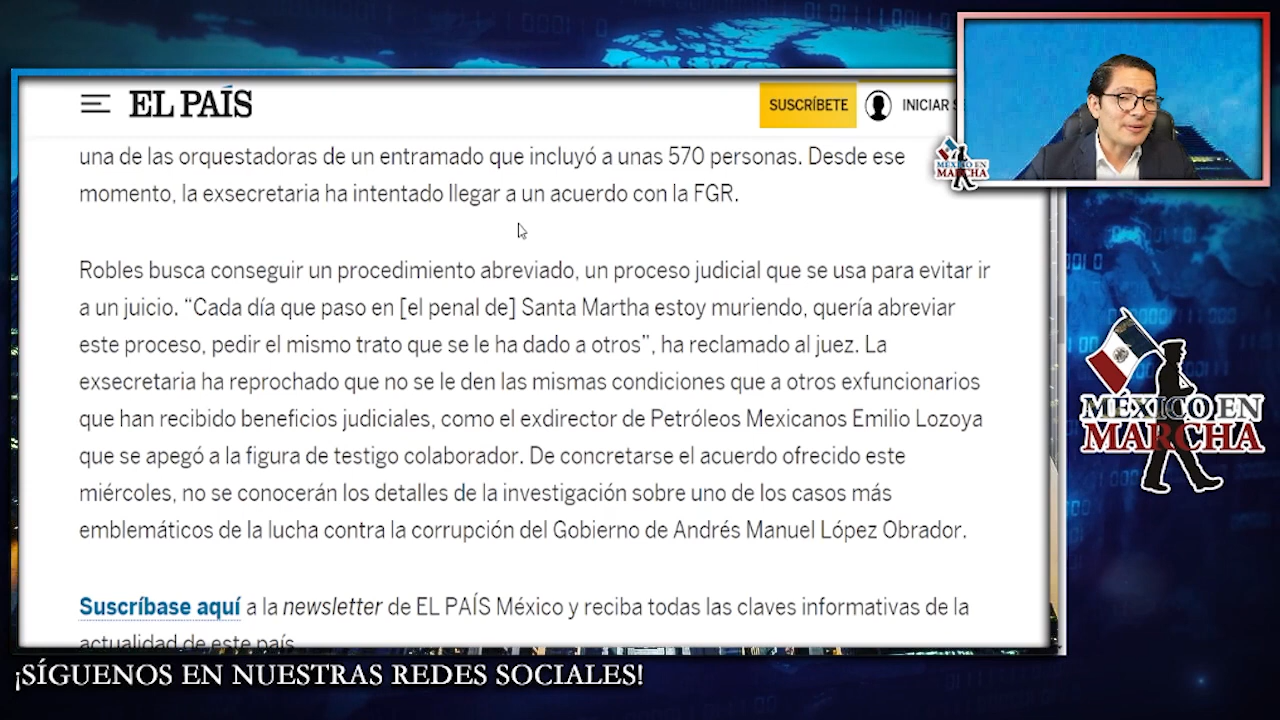 EL PAÍS
SUSCRÍBETE
INICIAR S
una de las orquestadoras de un entramado que incluyó a unas 570 personas. Desde ese
momento, la exsecretaria ha intentado llegar a un acuerdo con la FGR.
Robles busca conseguir un procedimiento abreviado, un proceso judicial que se usa para evitar ir
a un juicio. “Cada día que paso en [el penal de] Santa Martha estoy muriendo, quería abreviar
este proceso, pedir el mismo trato que se le ha dado a otros”, ha reclamado al juez. La
exsecretaria ha reprochado que no se le den las mismas condiciones que a otros exfuncionarios
que han recibido beneficios judiciales, como el exdirector de Petróleos Mexicanos Emilio Lozoya
que se apegó a la figura de testigo colaborador. De concretarse el acuerdo ofrecido este
miércoles, no se conocerán los detalles de la investigación sobre uno de los casos más
emblemáticos de la lucha contra la corrupción del Gobierno de Andrés Manuel López Obrador.
Suscríbase aquí a la newsletter de EL PAÍS México y reciba todas las claves informativas de la
actualidad de este país
MÉXICO EN
MARCHA
MÉXICO EN
MARCHA
¡SÍGUENOS EN NUESTRAS REDES SOCIALES!